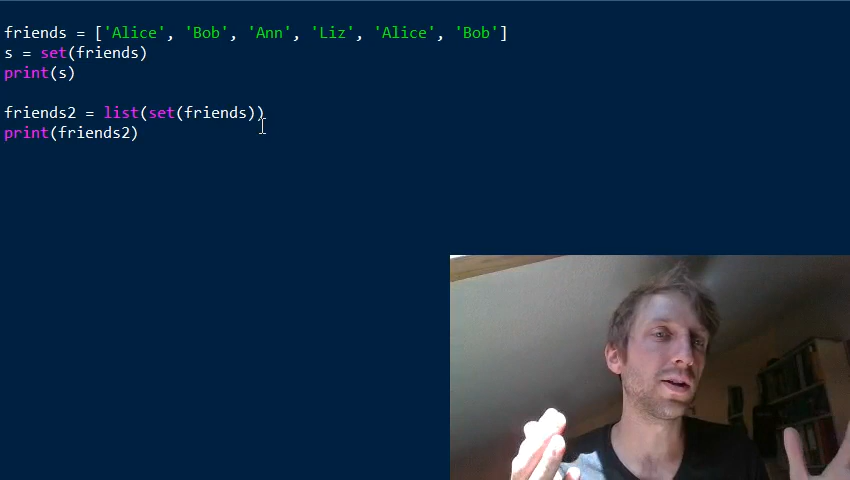 friends = ['Alice', 'Bob', 'Ann', 'Liz', 'Alice', 'Bob']
s = set(friends)
print(s)
friends2 = list(set(friends))
print(friends2)